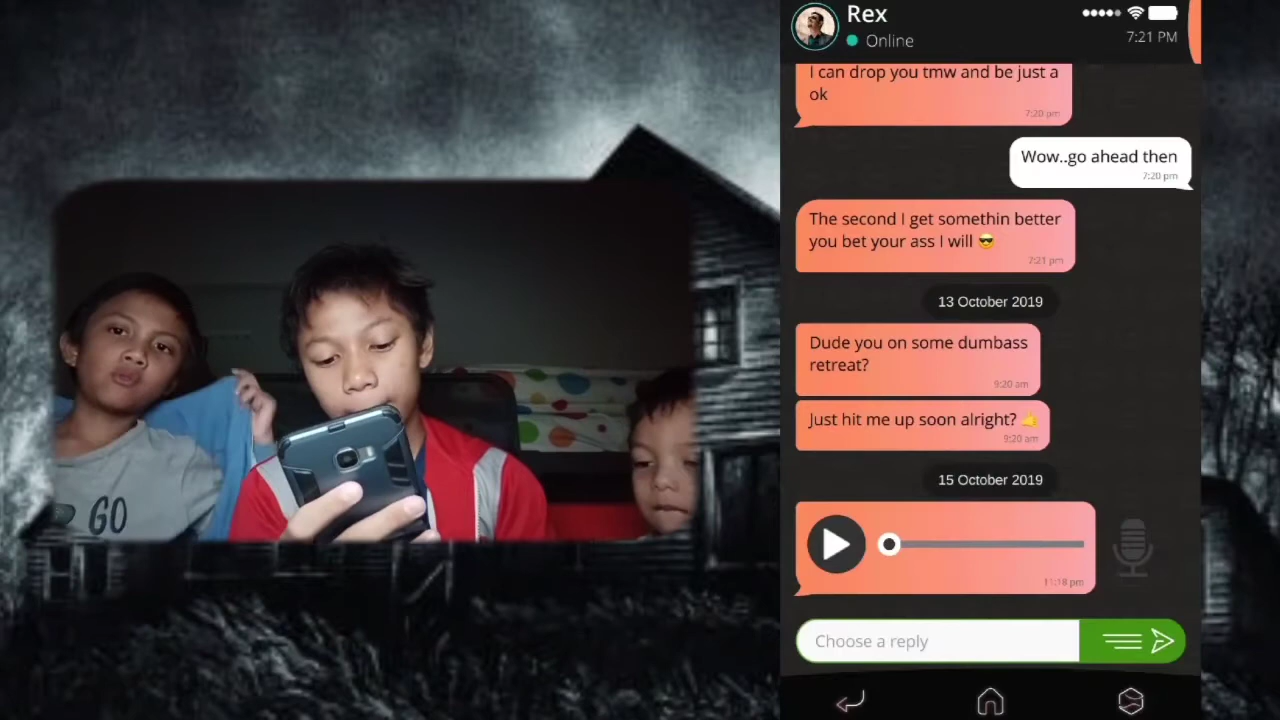 Rex
Online
7:21 PM
I can drop you tmw and be just a
ok
7:20 pm
Wow..go ahead then
7:20 pm
The second I get somethin better
you bet your ass I will 😎
7:21 pm
13 October 2019
Dude you on some dumbass
retreat?
9:20 am
Just hit me up soon alright? 🤙
9:20 am
15 October 2019
11:18 pm
Choose a reply
GO